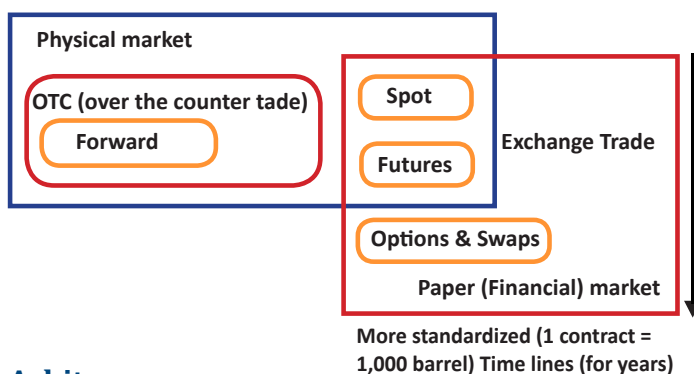 Physical market
OTC (over the counter tade)
Forward
Spot
Futures
Exchange Trade
Options & Swaps
Paper (Financial) market
More standardized (1 contract =
1,000 barrel) Time lines (for years)